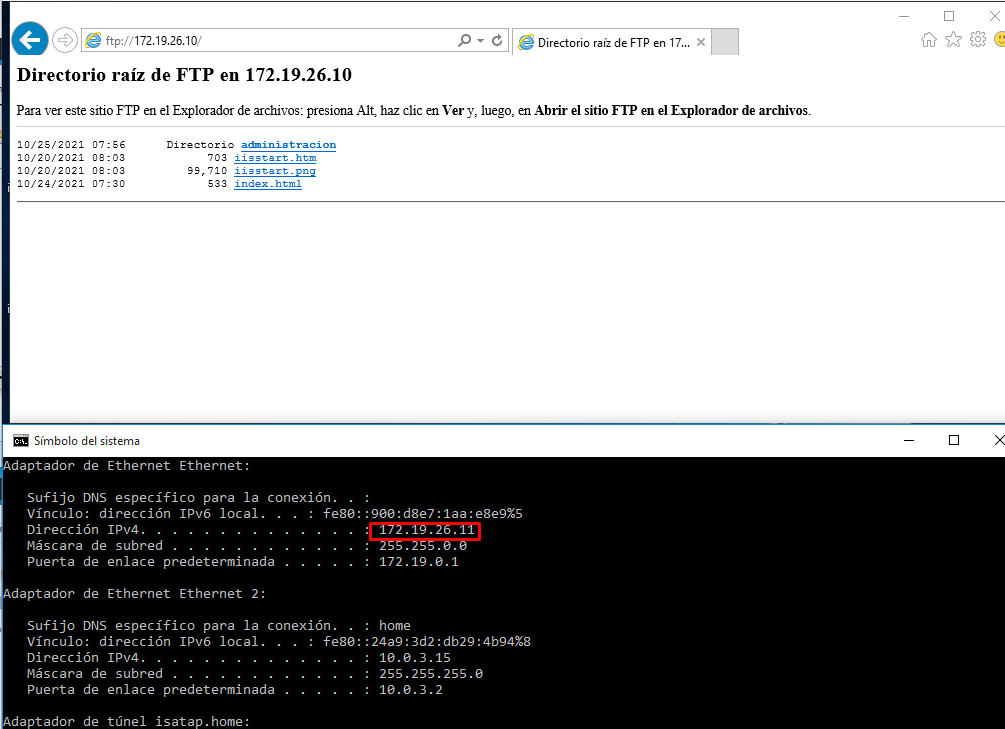 ftp://172.19.26.10/
Directorio raíz de FTP en 17...
Directorio raíz de FTP en 172.19.26.10
Para ver este sitio FTP en el Explorador de archivos: presiona Alt, haz clic en Ver y, luego, en Abrir el sitio FTP en el Explorador de archivos.
10/25/2021 07:56 Directorio administracion
10/20/2021 08:03 703 iisstart.htm
10/20/2021 08:03 99,710 iisstart.png
10/24/2021 07:30 533 index.html
Símbolo del sistema
Adaptador de Ethernet Ethernet:
Sufijo DNS específico para la conexión. . :
Vínculo: dirección IPv6 local. . . : fe80::900:d8e7:1aa:e8e9%5
Dirección IPv4. . . . . . . . . . . . . . : 172.19.26.11
Máscara de subred . . . . . . . . . . . . : 255.255.0.0
Puerta de enlace predeterminada . . . . . : 172.19.0.1
Adaptador de Ethernet Ethernet 2:
Sufijo DNS específico para la conexión. . : home
Vínculo: dirección IPv6 local. . . : fe80::24a9:3d2:db29:4b94%8
Dirección IPv4. . . . . . . . . . . . . . : 10.0.3.15
Máscara de subred . . . . . . . . . . . . : 255.255.255.0
Puerta de enlace predeterminada . . . . . : 10.0.3.2
Adaptador de túnel isatap.home: